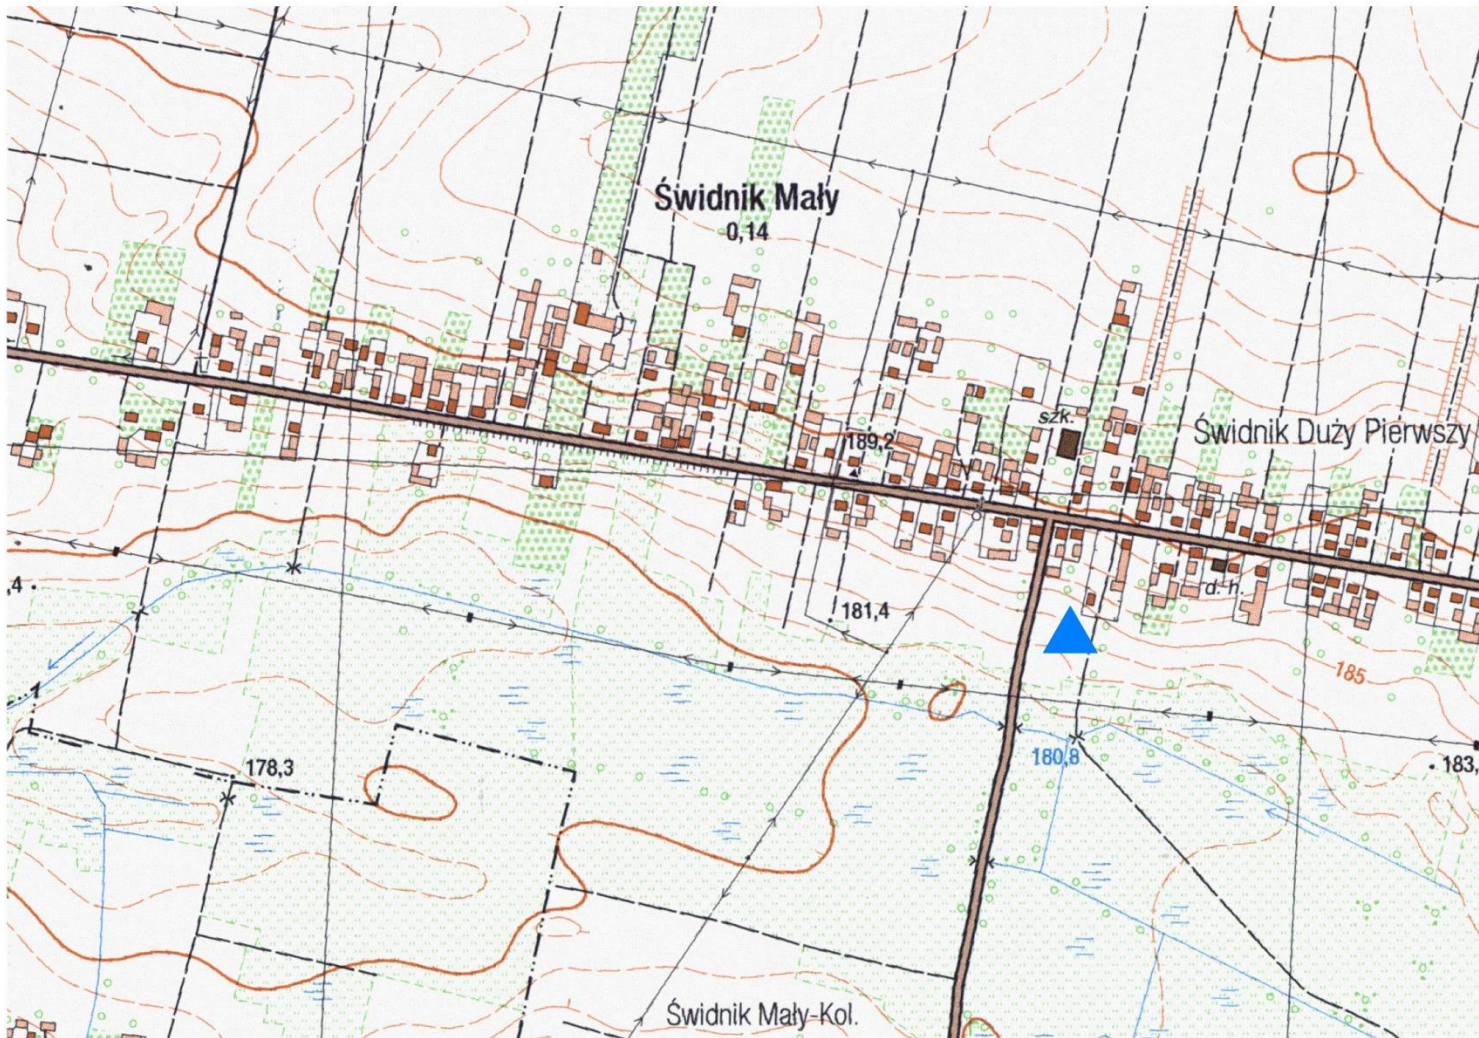 Świdnik Mały
0,14
szk.
Świdnik Duży Pierwszy
189,2
d.h.
,4
181,4
185
180,8
178,3
183,
Świdnik Mały-Kol.